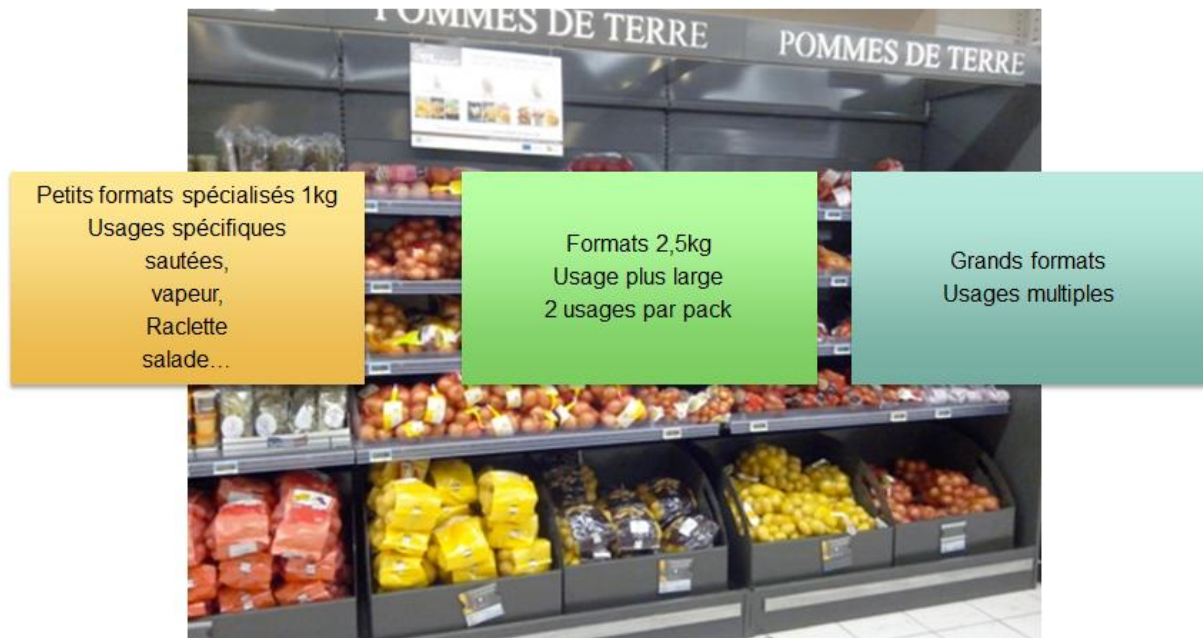 POMMES DE TERRE
POMMES DE TERRE
Petits formats spécialisés 1kg
Usages spécifiques
sautées,
vapeur,
Raclette
salade…
Formats 2,5kg
Usage plus large
2 usages par pack
Grands formats
Usages multiples